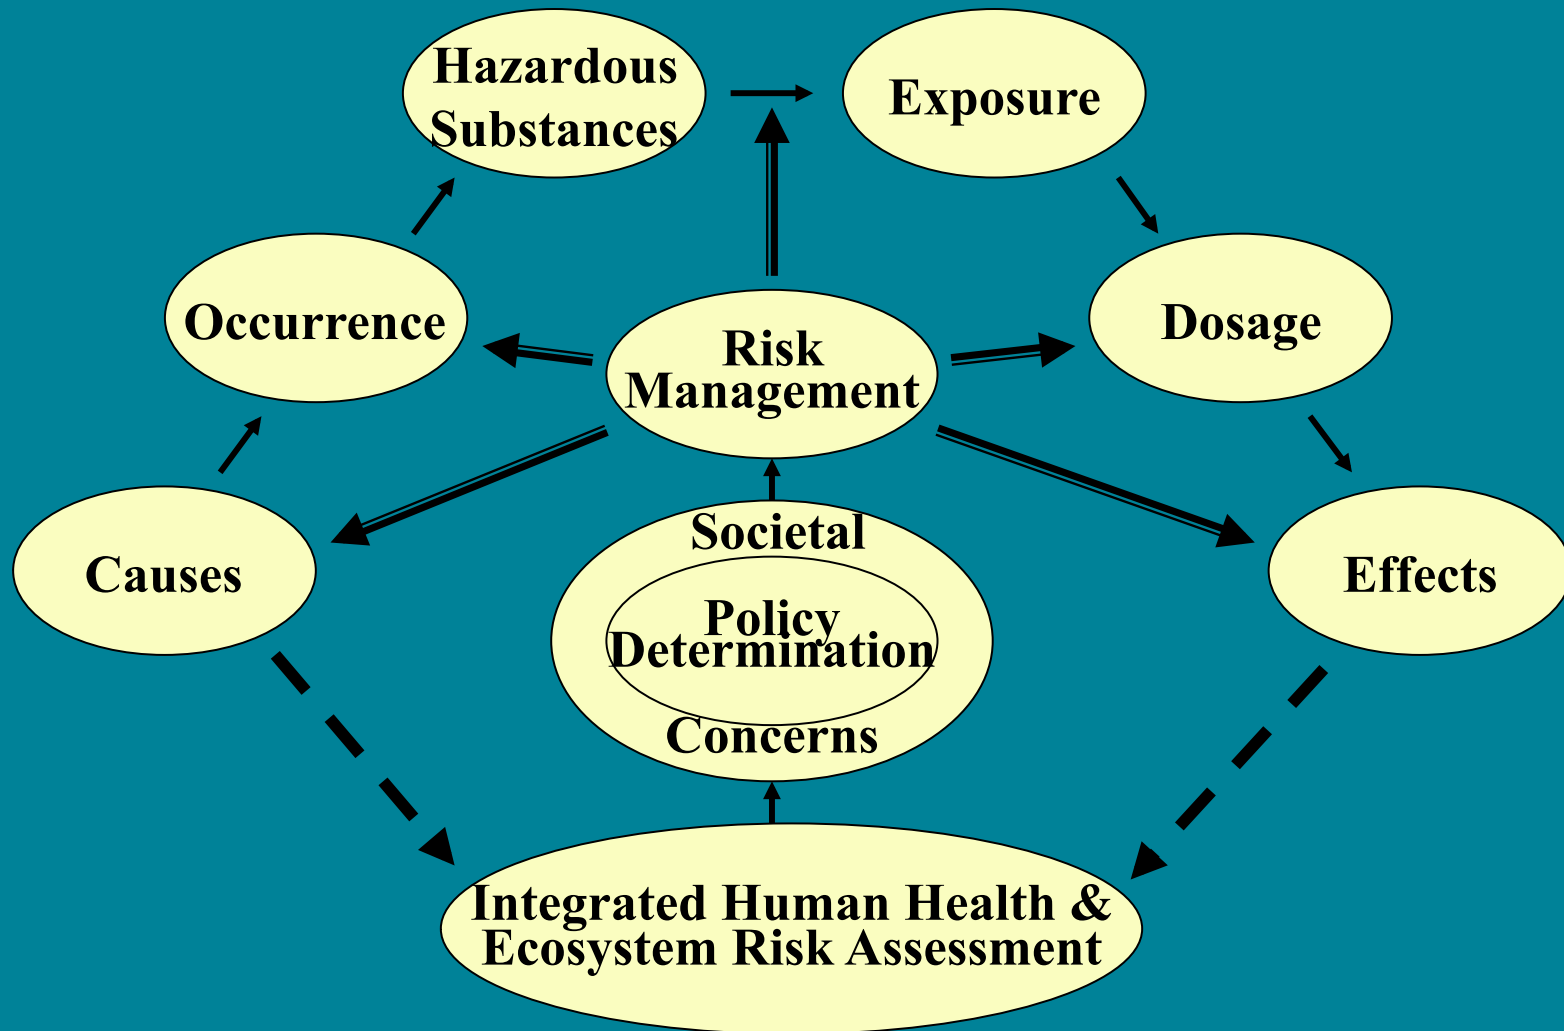 Hazardous
Substances
Exposure
Occurrence
Risk
Management
Dosage
Causes
Societal
Policy
Determination
Concerns
Effects
Integrated Human Health &
Ecosystem Risk Assessment